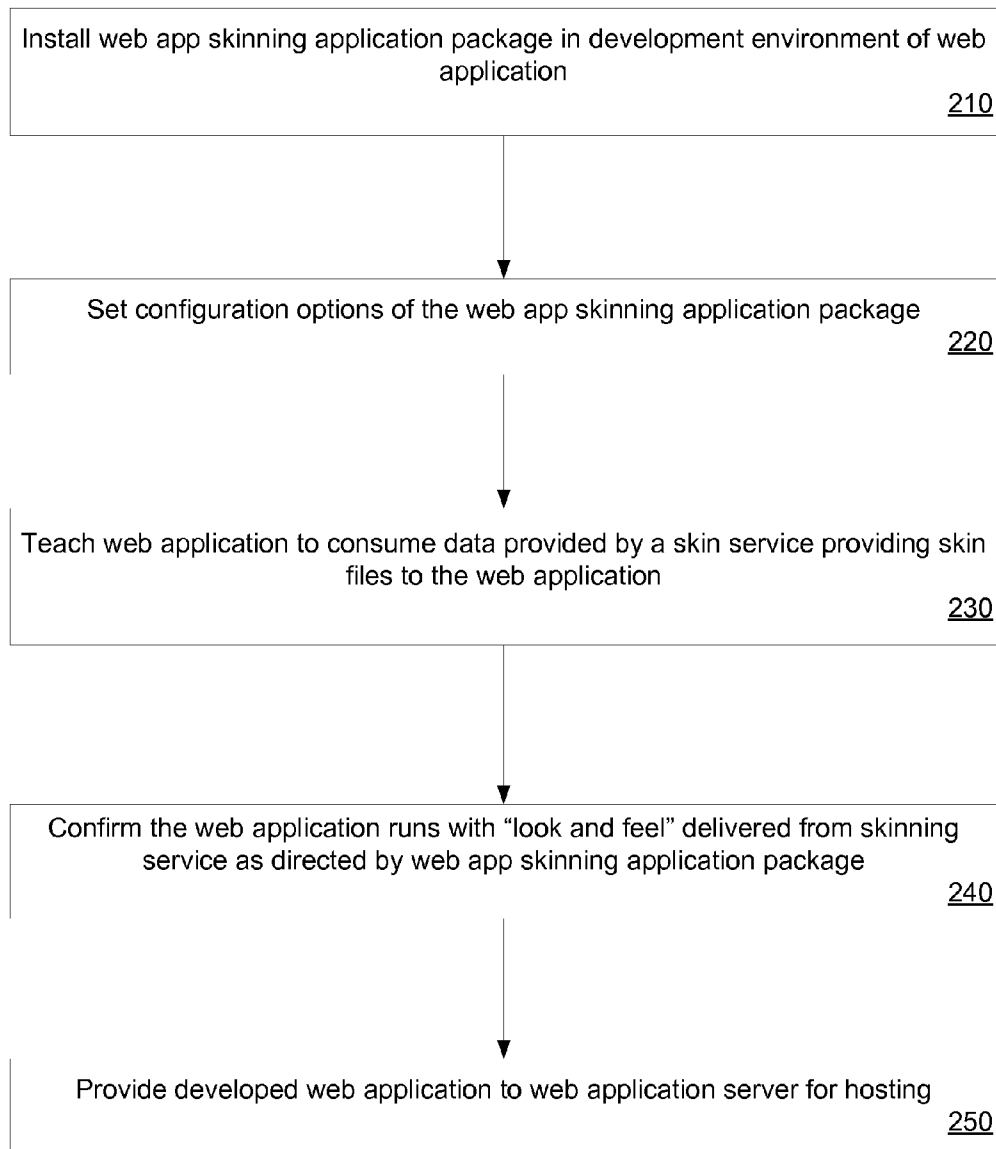 Install web app skinning application package in development environment of web
application
210
Set configuration options of the web app skinning application package
220
Teach web application to consume data provided by a skin service providing skin
files to the web application
230
Confirm the web application runs with “look and feel” delivered from skinning
service as directed by web app skinning application package
240
Provide developed web application to web application server for hosting
250